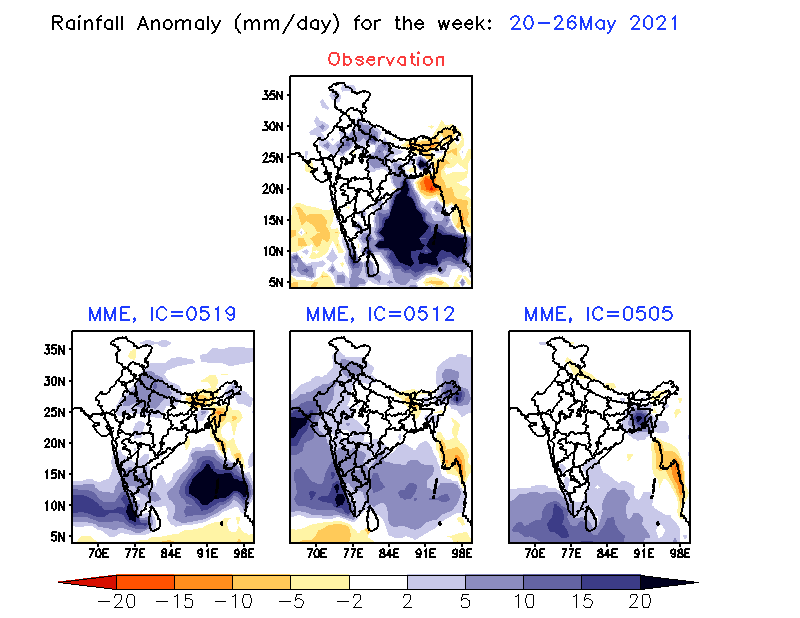 Rainfall Anomaly (mm/day) for the week: 20-26May 2021
Observation
35N
30N
25N
20N
15N
10N
5N
MME, IC=0519 MME, IC=0512 MME, IC=0505
35N
30N
25N
20N
15N
10N
5N
70E 77E 84E 91E 98E 70E 77E 84E 91E 98E 70E 77E 84E 91E 98E
-20 -15 -10 -5 -2 2 5 10 15 20